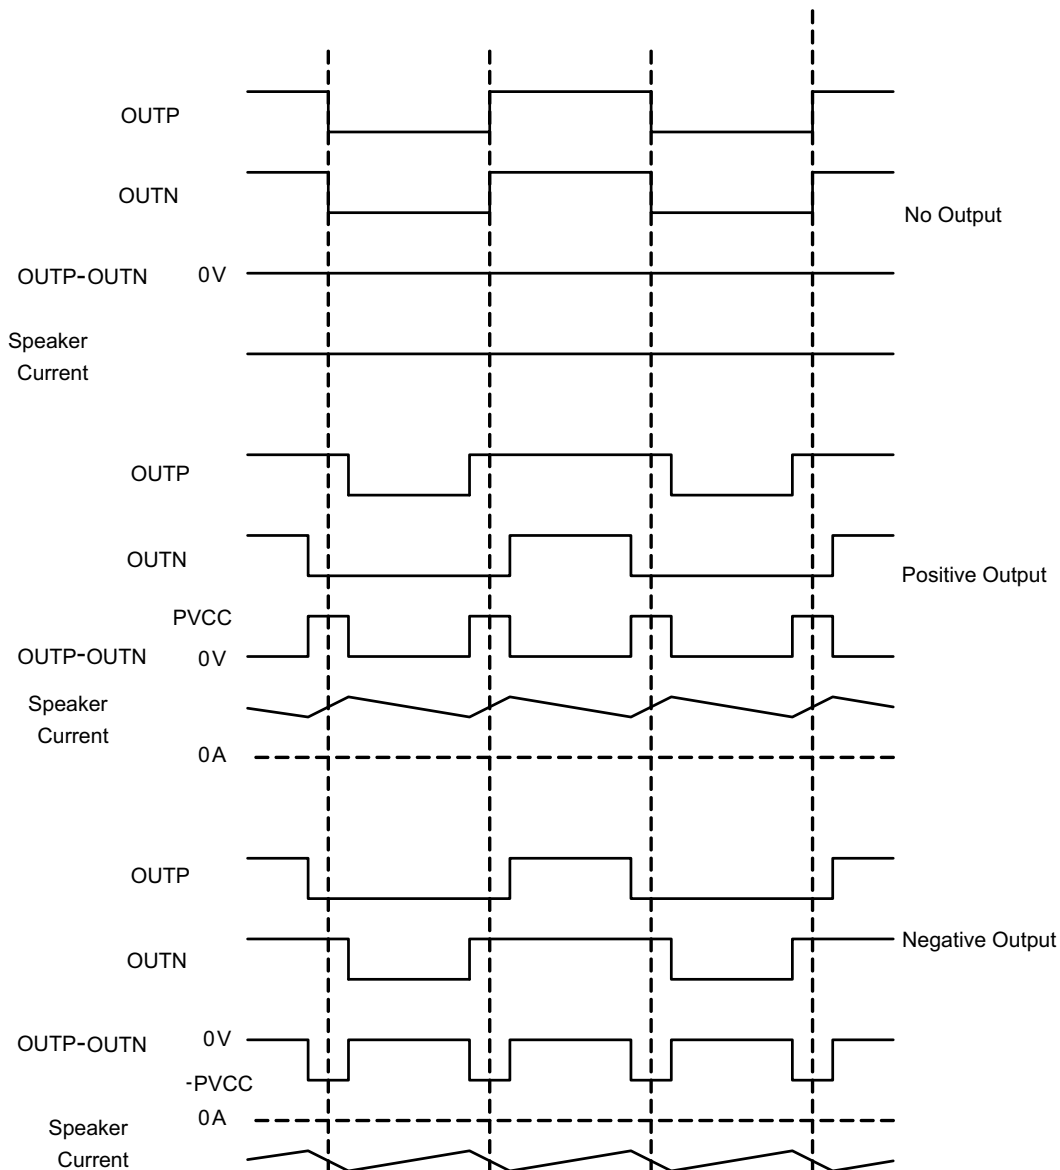 OUTP
OUTN
No Output
OUTP-OUTN 0V
Speaker
Current
OUTP
OUTN
Positive Output
PVCC
OUTP-OUTN 0V
Speaker
Current
0A
OUTP
Negative Output
OUTN
0V
OUTP-OUTN
-PVCC
0A
Speaker
Current